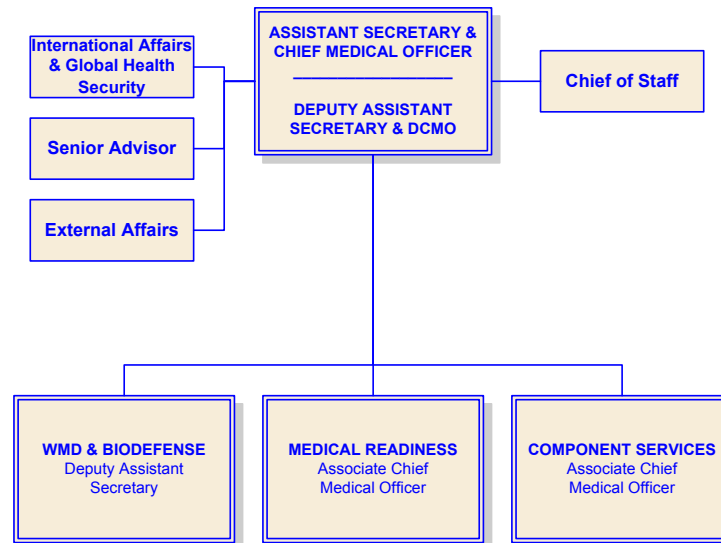 International Affairs
& Global Health
Security
Senior Advisor
External Affairs
ASSISTANT SECRETARY &
CHIEF MEDICAL OFFICER
DEPUTY ASSISTANT
SECRETARY & DCMO
Chief of Staff
WMD & BIODEFENSE
Deputy Assistant
Secretary
MEDICAL READINESS
Associate Chief
Medical Officer
COMPONENT SERVICES
Associate Chief
Medical Officer